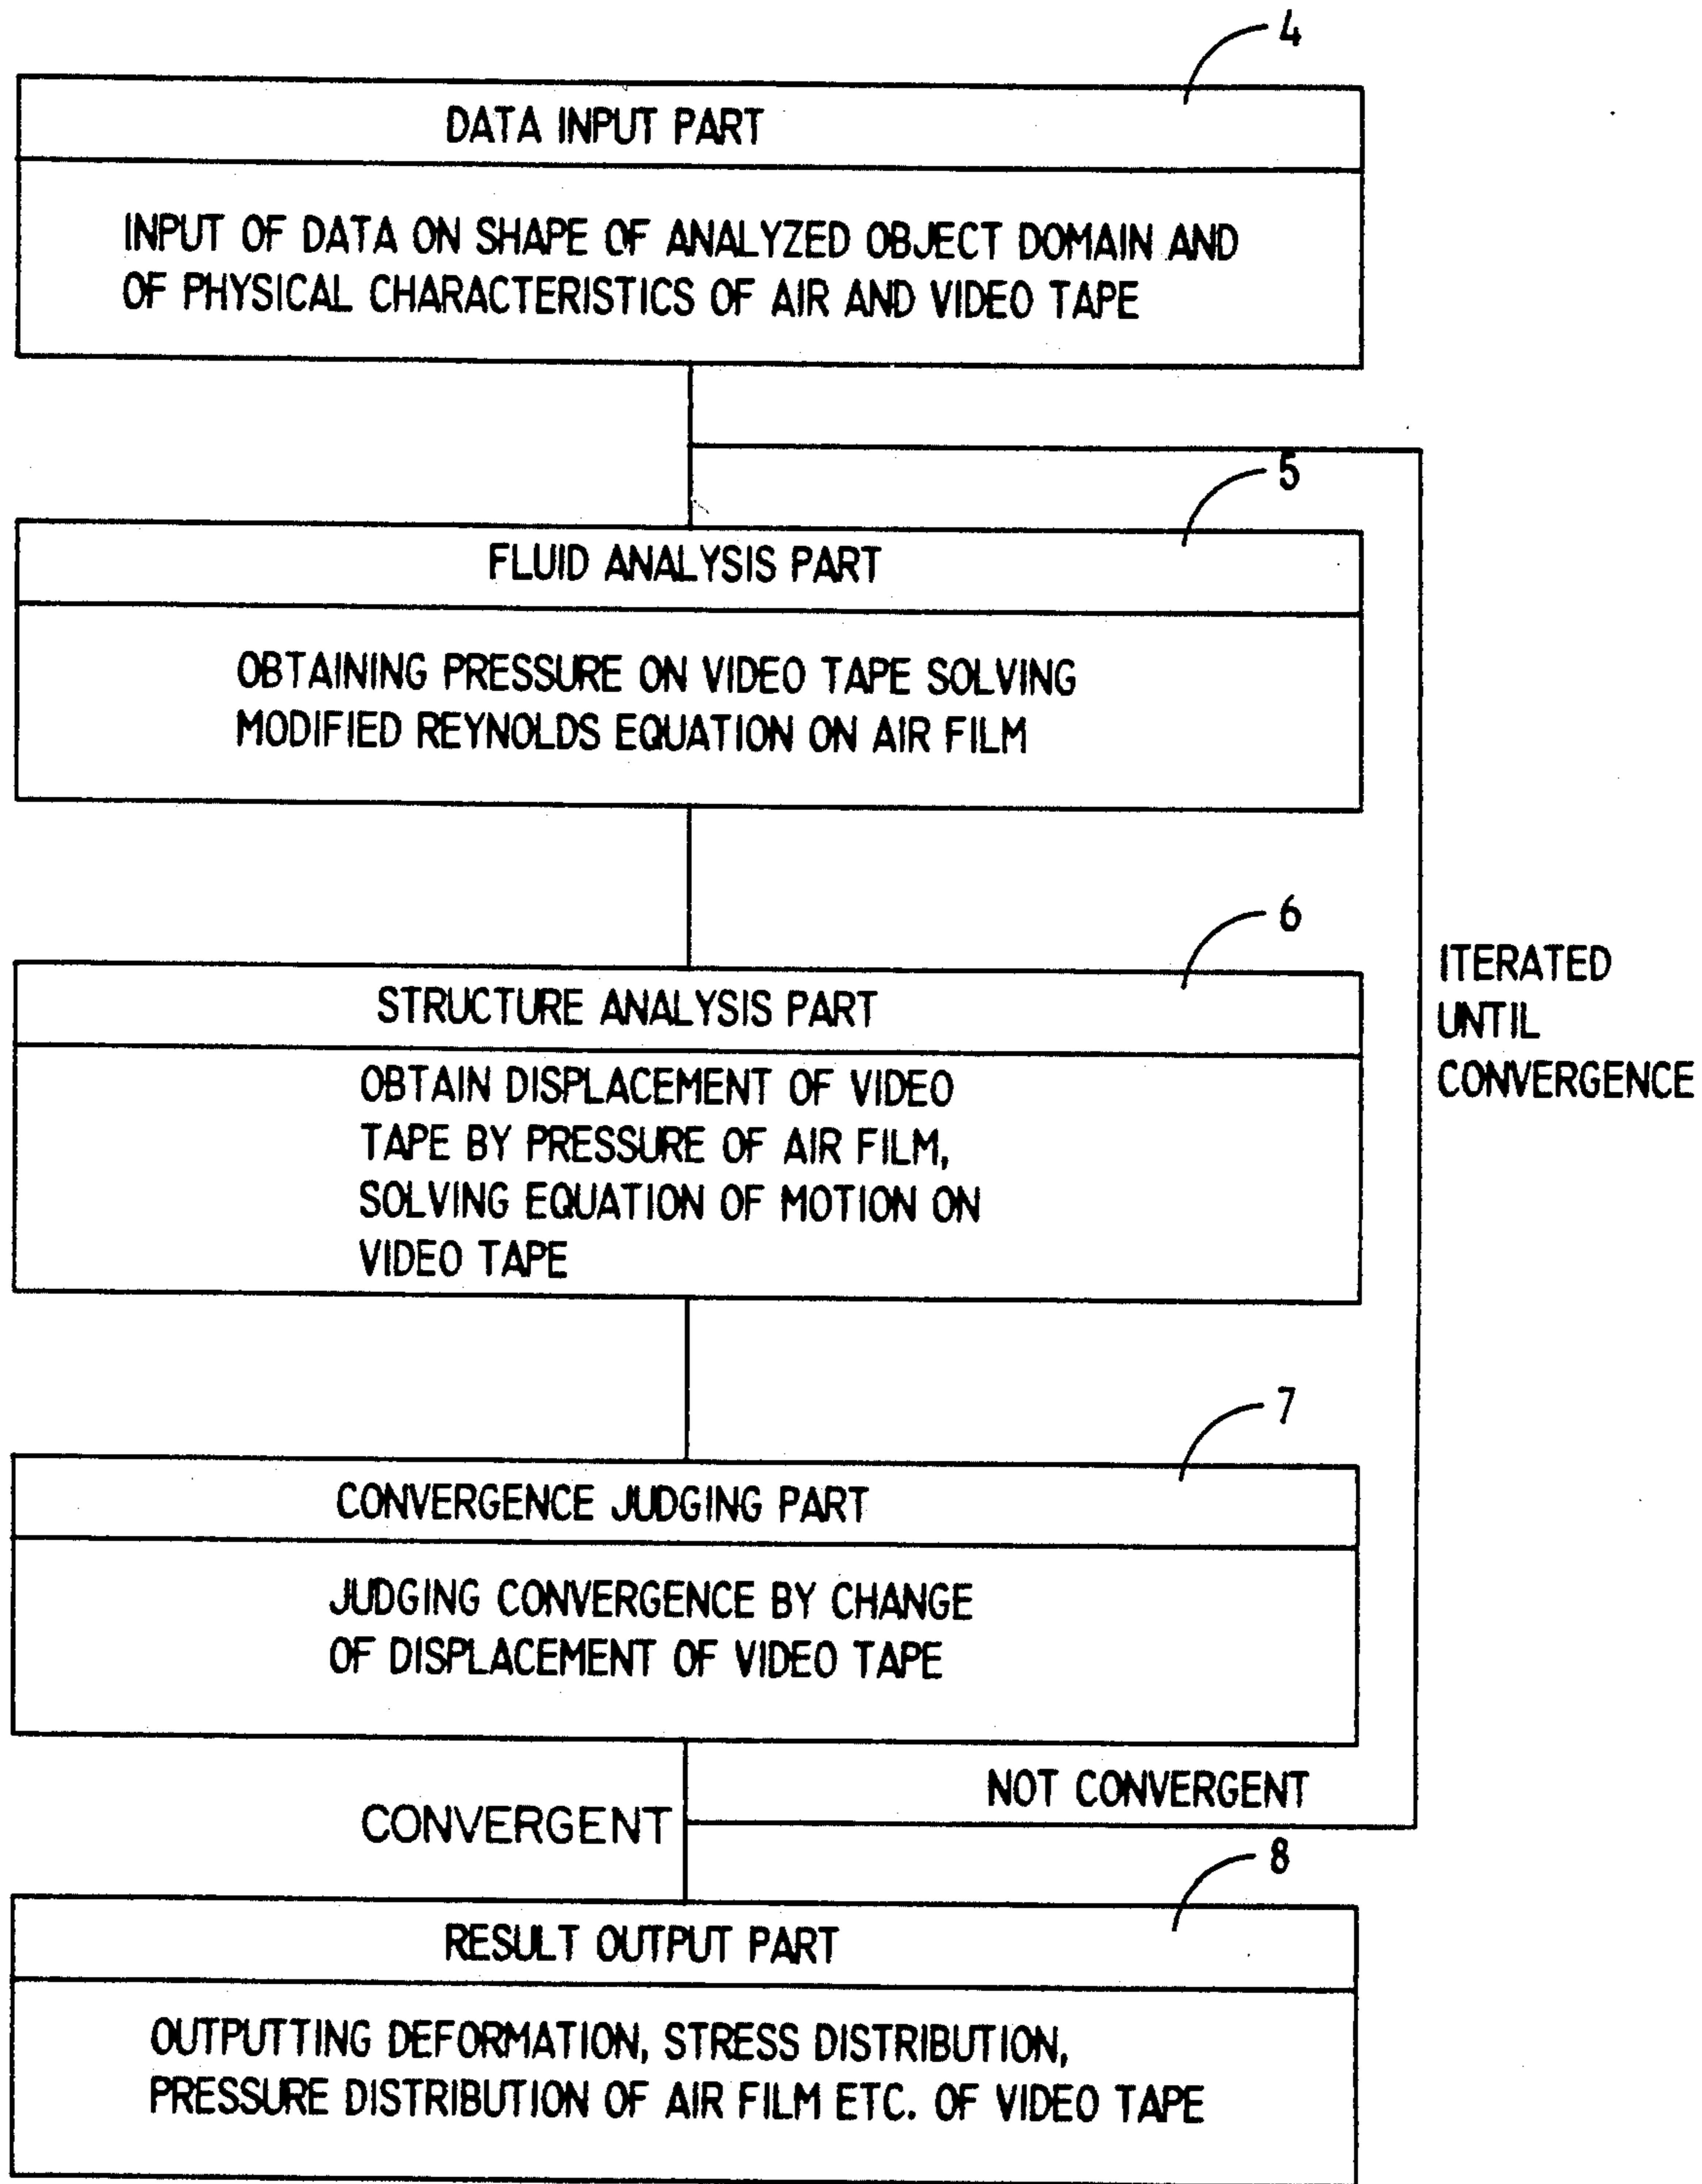 4
DATA INPUT PART
INPUT OF DATA ON SHAPE OF ANALYZED OBJECT DOMAIN AND
OF PHYSICAL CHARACTERISTICS OF AIR AND VIDEO TAPE
5
FLUID ANALYSIS PART
OBTAINING PRESSURE ON VIDEO TAPE SOLVING
MODIFIED REYNOLDS EQUATION ON AIR FILM
6
STRUCTURE ANALYSIS PART
OBTAIN DISPLACEMENT OF VIDEO
TAPE BY PRESSURE OF AIR FILM,
SOLVING EQUATION OF MOTION ON
VIDEO TAPE
ITERATED
UNTIL
CONVERGENCE
7
CONVERGENCE JUDGING PART
JUDGING CONVERGENCE BY CHANGE
OF DISPLACEMENT OF VIDEO TAPE
NOT CONVERGENT
CONVERGENT
8
RESULT OUTPUT PART
OUTPUTTING DEFORMATION, STRESS DISTRIBUTION,
PRESSURE DISTRIBUTION OF AIR FILM ETC. OF VIDEO TAPE